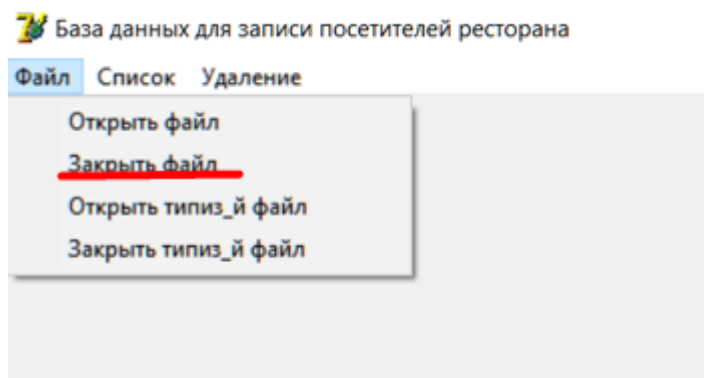 База данных для записи посетителей ресторана
Файл Список Удаление
Открыть файл
Закрыть файл
Открыть типиз_й файл
Закрыть типиз_й файл